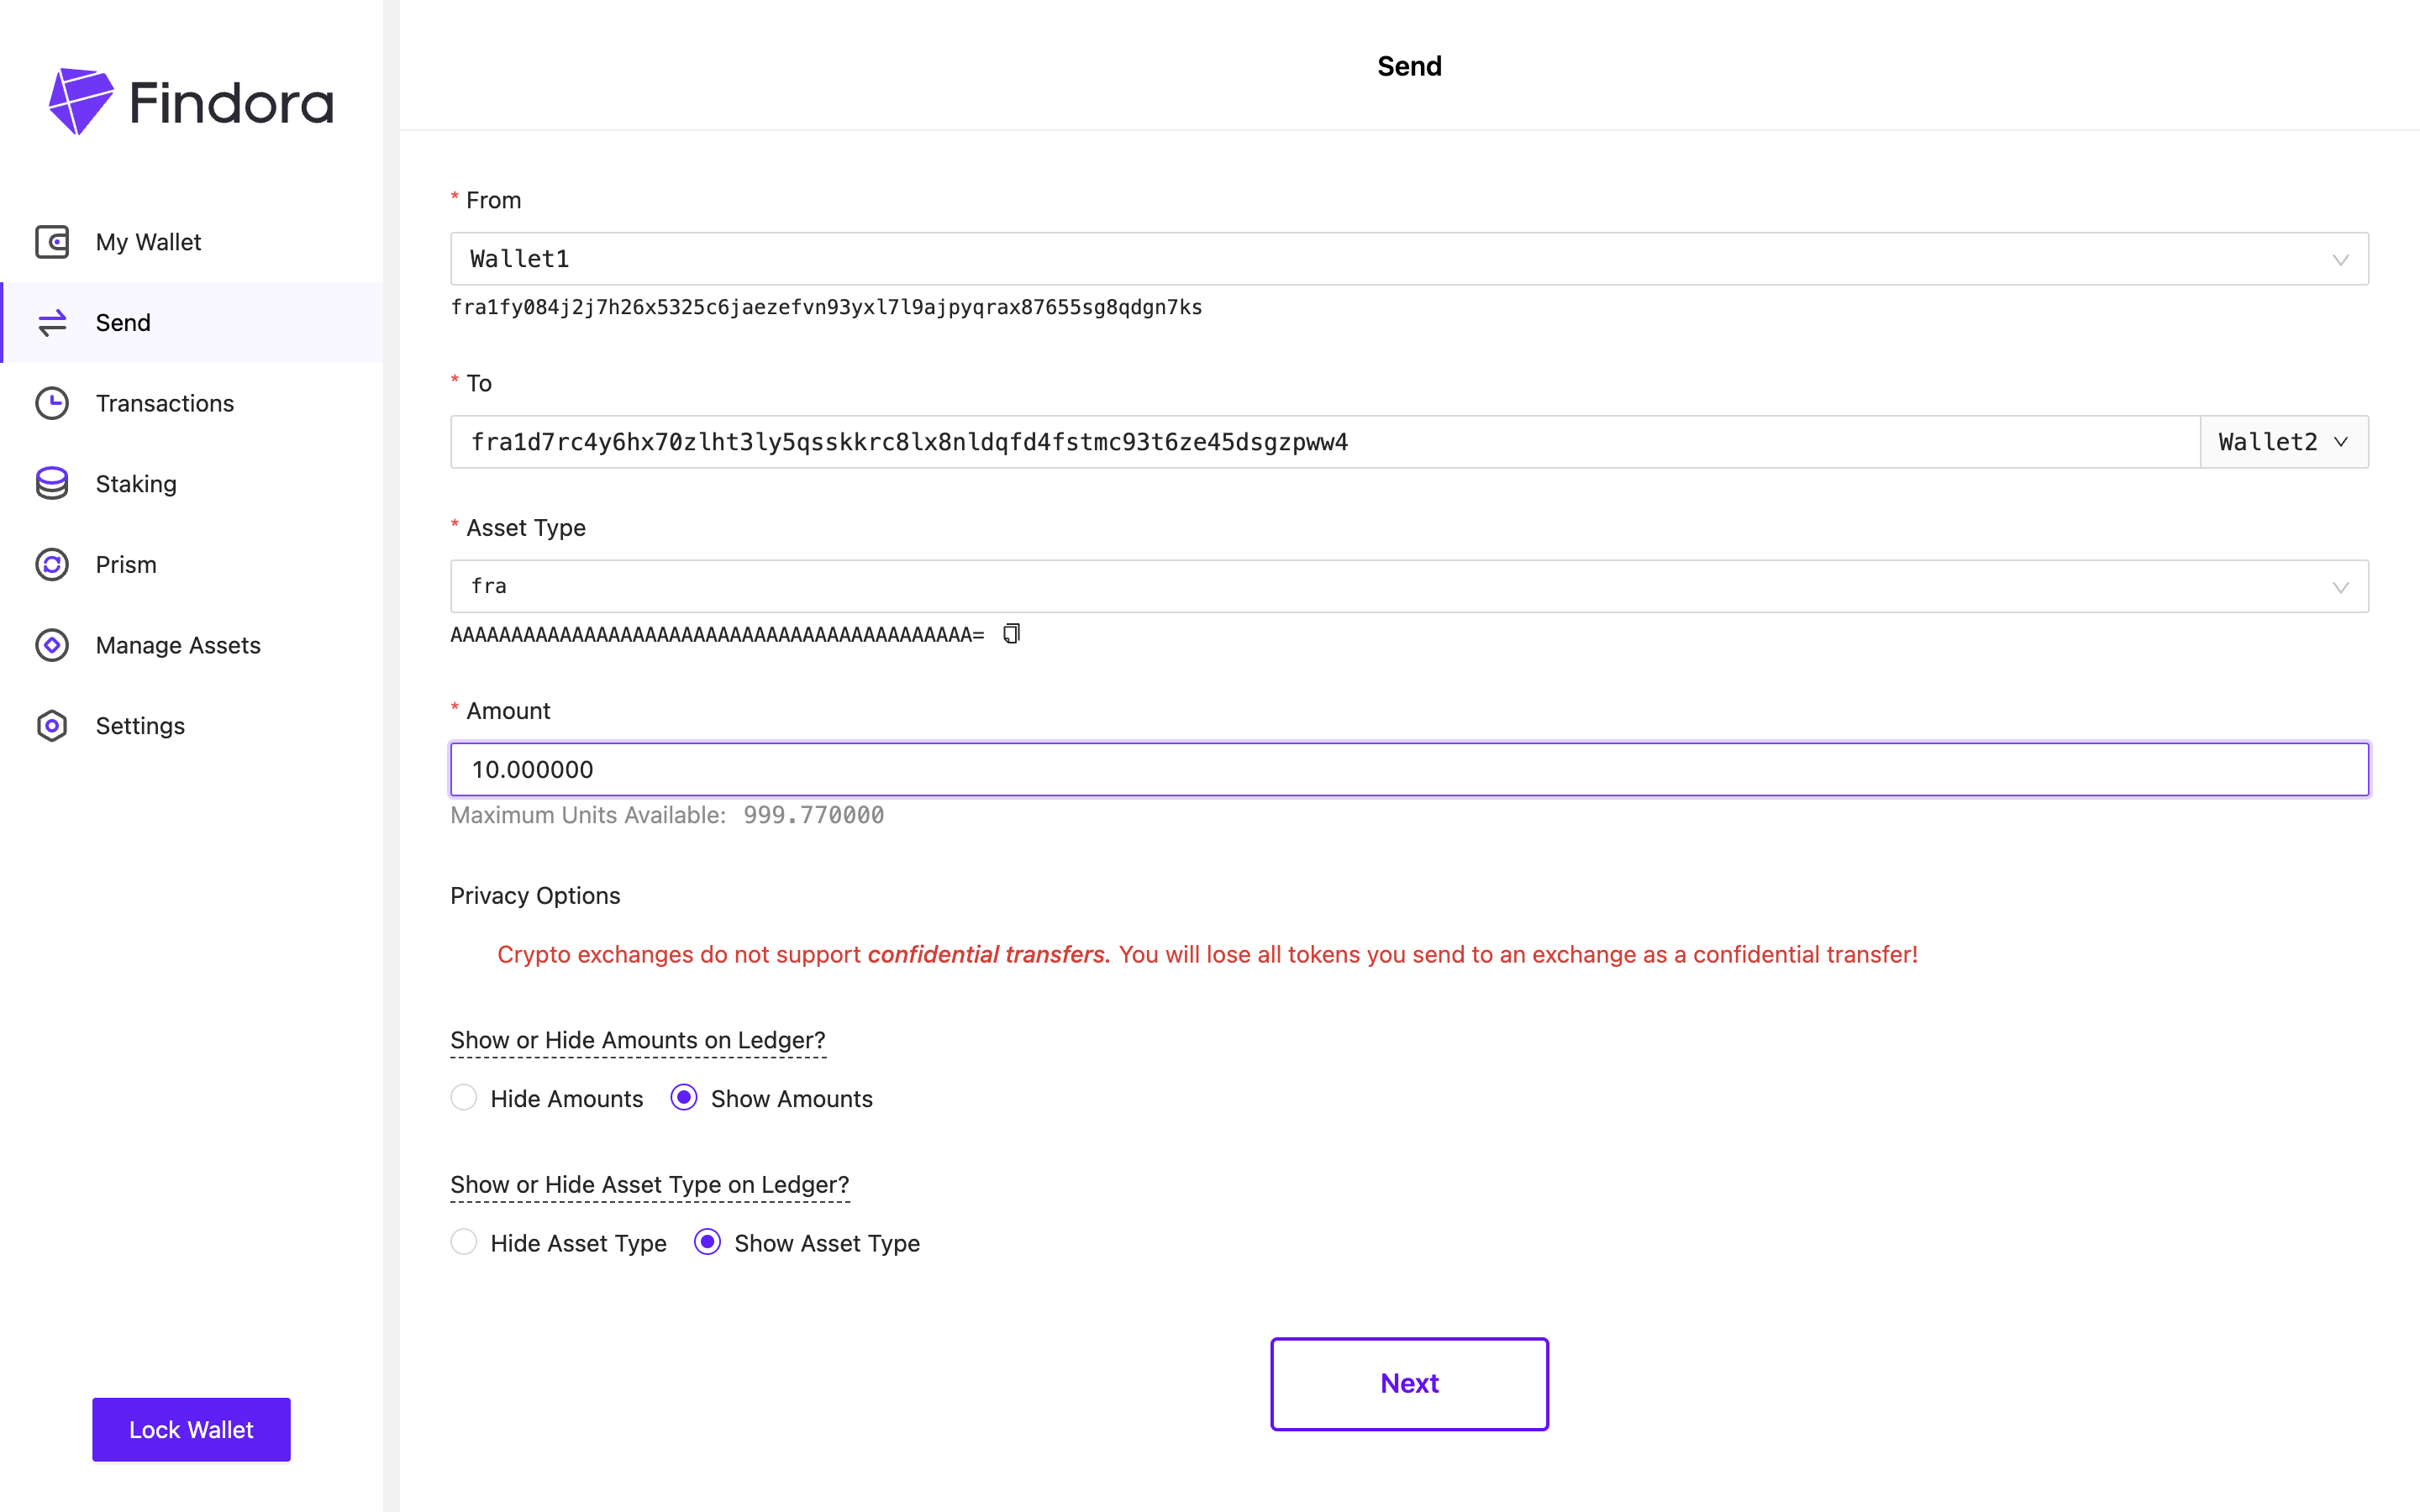 Findora
My Wallet
Send
Transactions
Staking
Prism
Manage Assets
Settings
Lock Wallet
Send
* From
Wallet1
fra1fy084j2j7h26x5325c6jaezefvn93yxl7l9ajpyqrax87655sg8qdgn7ks
* To
fra1d7rc4y6hx70zlht3ly5qsskkrc8lx8nldqfd4fstmc93t6ze45dsgzpww4 Wallet2
* Asset Type
fra
AAAAAAAAAAAAAAAAAAAAAAAAAAAAAAAAAAAAAAAAAAA=
* Amount
10.000000
Maximum Units Available: 999.770000
Privacy Options
Crypto exchanges do not support confidential transfers. You will lose all tokens you send to an exchange as a confidential transfer!
Show or Hide Amounts on Ledger?
Hide Amounts Show Amounts
Show or Hide Asset Type on Ledger?
Hide Asset Type Show Asset Type
Next